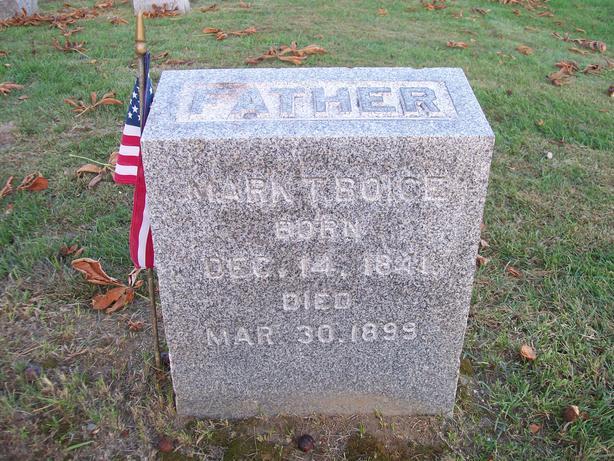 FATHER
MARK T. BOICE
BORN
DEC. 14, 1841
DIED
MAR 30, 1899.